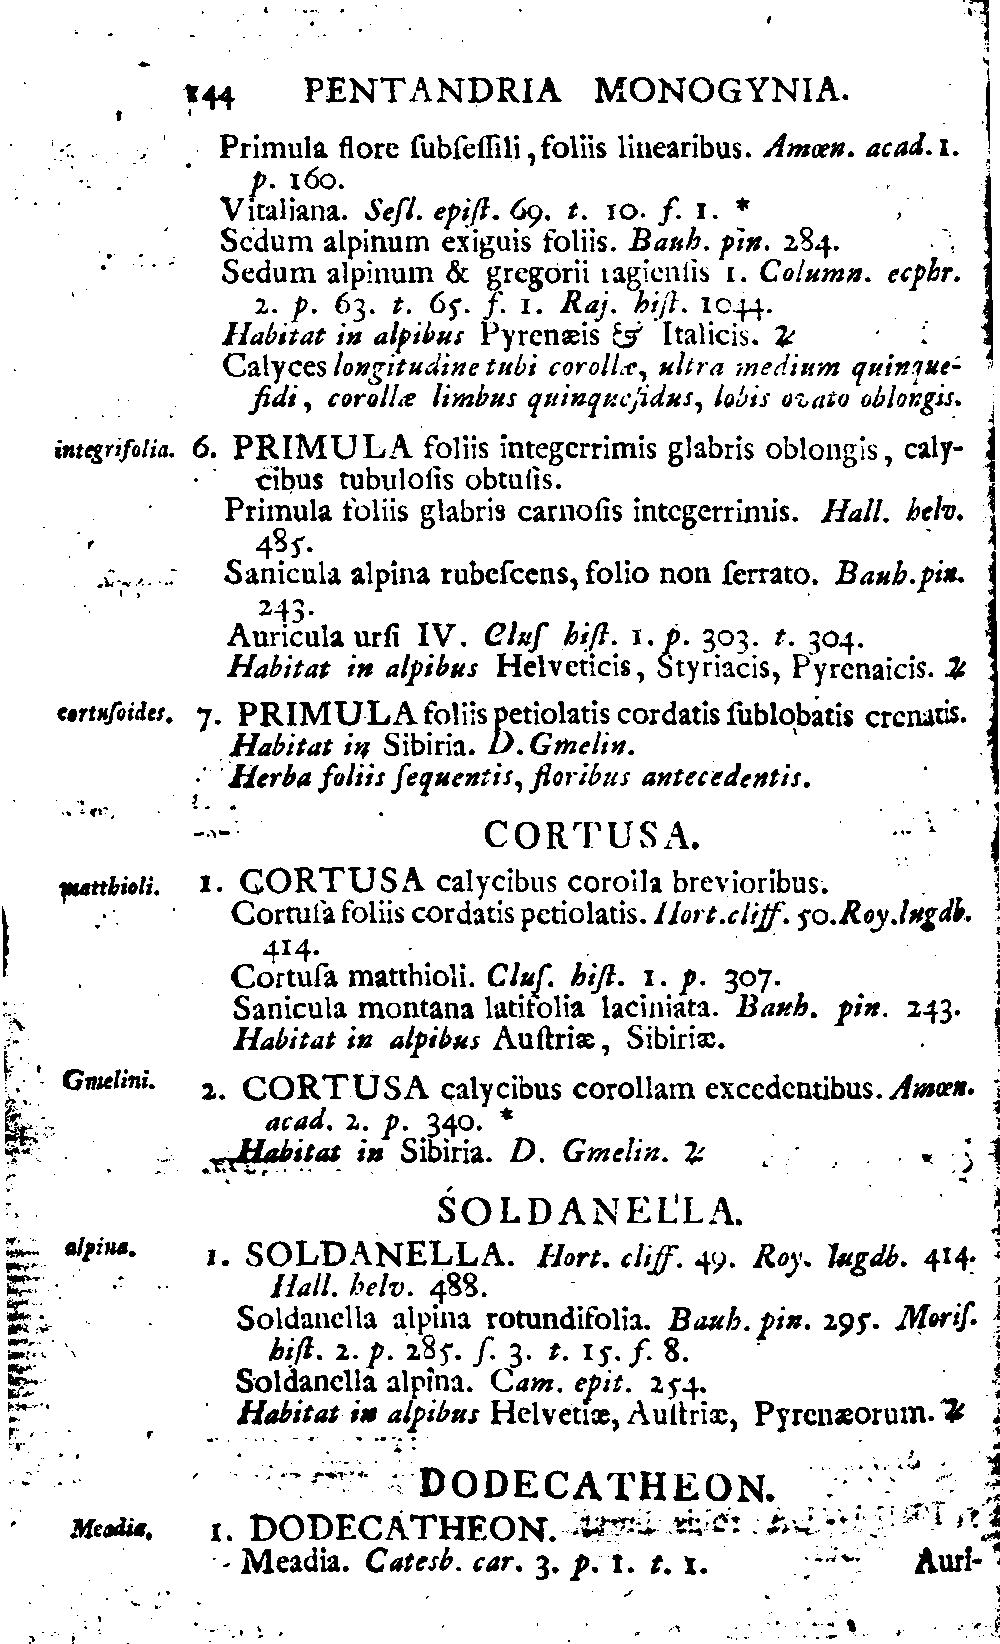 144 PENTANDRIA MONOGYNIA.
Primula flore ſubſeſſili, foliis linearibus. Amœn. acad. 1.
p. 160.
Vitaliana. Seſl. epiſt. 69. t. 10. f. 1. *
Sedum alpinum exiguis foliis. Bauh. pin. 284.
Sedum alpinum & gregorii ragienſis 1. Column. ecphr.
2. p. 63. t. 65. f. 1. Raj. hiſt. 1044.
Habitat in alpibus Pyrenæis & Italicis. ♃
Calyces longitudine tubi corollæ, ultra medium quinque-
fidi, corollæ limbus quinquefidus, lobis ovato oblongis.
integrifolia. 6. PRIMULA foliis integerrimis glabris oblongis, caly-
cibus tubuloſis obtuſis.
Primula foliis glabris carnoſis integerrimis. Hall. helv.
485.
Sanicula alpina rubeſcens, folio non ſerrato. Bauh. pin.
243.
Auricula urſi IV. Cluſ hiſt. 1. p. 303. t. 304.
Habitat in alpibus Helveticis, Styriacis, Pyrenaicis. ♃
cortuſoides. 7. PRIMULA foliis petiolatis cordatis ſublobatis crenatis.
Habitat in Sibiria. D. Gmelin.
Herba foliis ſequentis, floribus antecedentis.
CORTUSA.
matthioli. 1. CORTUSA calycibus corolla brevioribus.
Cortuſa foliis cordatis petiolatis. Hort. cliff. 50. Roy. lugdb.
414.
Cortuſa matthioli. Cluſ. hiſt. 1. p. 307.
Sanicula montana latifolia laciniata. Bauh. pin. 243.
Habitat in alpibus Auſtriæ, Sibiriæ.
Gmelini. 2. CORTUSA calycibus corollam excedentibus. Amœn.
acad. 2. p. 340. *
Habitat in Sibiria. D. Gmelin. ♃
SOLDANELLA.
alpina. 1. SOLDANELLA. Hort. cliff. 49. Roy. lugdb. 414.
Hall. helv. 488.
Soldanella alpina rotundifolia. Bauh. pin. 295. Moriſ.
hiſt. 2. p. 285. ſ. 3. t. 15. f. 8.
Soldanella alpina. Cam. epit. 254.
Habitat in alpibus Helvetiæ, Auſtriæ, Pyrenæorum. ♃
DODECATHEON.
Meadia. 1. DODECATHEON.
Meadia. Catesb. car. 3. p. 1. t. 1.
Auri-